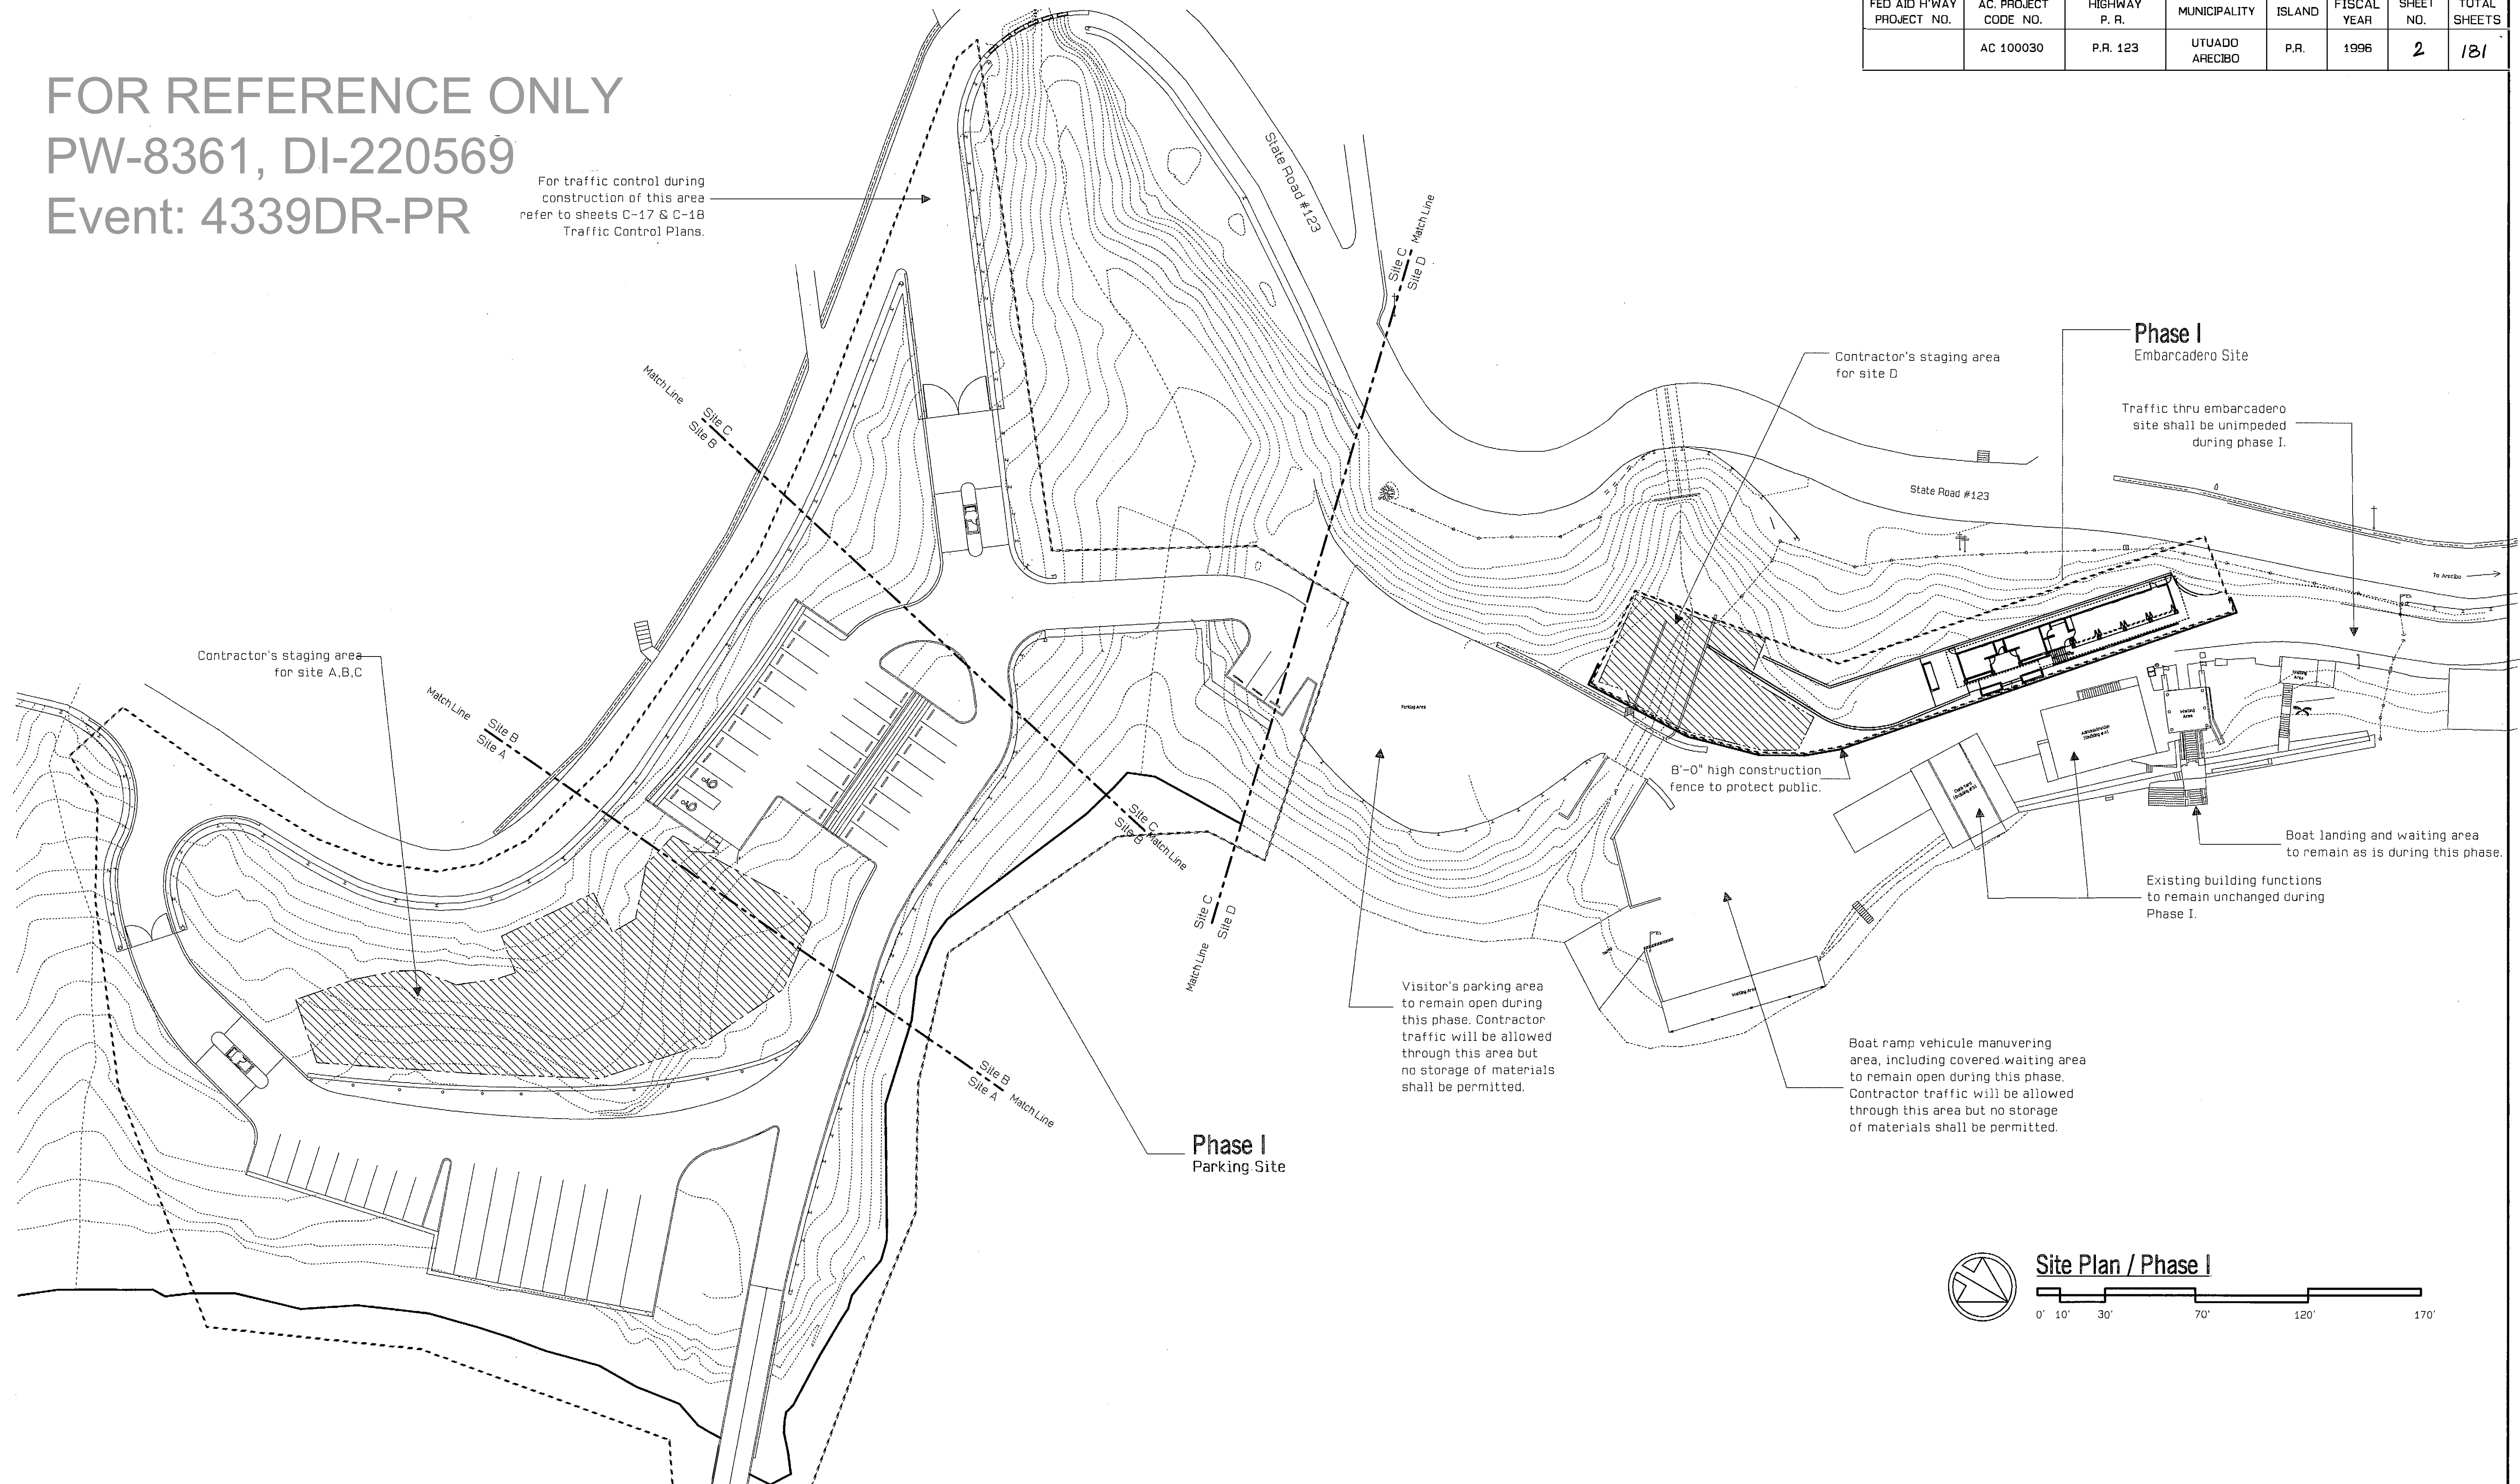 FED AID H'WAY PROJECT NO.
AC. PROJECT CODE NO.
HIGHWAY P. R.
MUNICIPALITY
ISLAND
FISCAL YEAR
SHEET NO.
TOTAL SHEETS
AC 100030
P.R. 123
UTUADO ARECIBO
P.R.
1996
2
181
FOR REFERENCE ONLY
PW-8361, DI-220569
Event: 4339DR-PR
For traffic control during
construction of this area
refer to sheets C-17 & C-18
Traffic Control Plans.
State Road #123
Match Line
Site C
Site D
Phase I
Embarcadero Site
Contractor's staging area
for site D
Traffic thru embarcadero
site shall be unimpeded
during phase I.
Match Line
Site C
Site B
State Road #123
To Arecibo
Contractor's staging area
for site A,B,C
Match Line
Site B
Site A
Parking Area
Waiting
Area
8'-0" high construction
fence to protect public.
Site C
Site B
Match Line
Boat landing and waiting area
to remain as is during this phase.
Existing building functions
to remain unchanged during
Phase I.
Site C
Site D
Match Line
Visitor's parking area
to remain open during
this phase. Contractor
traffic will be allowed
through this area but
no storage of materials
shall be permitted.
Waiting Area
Boat ramp vehicule manuvering
area, including covered waiting area
to remain open during this phase.
Contractor traffic will be allowed
through this area but no storage
of materials shall be permitted.
Site B
Site A
Match Line
Phase I
Parking Site
Site Plan / Phase I
0' 10' 30' 70' 120' 170'